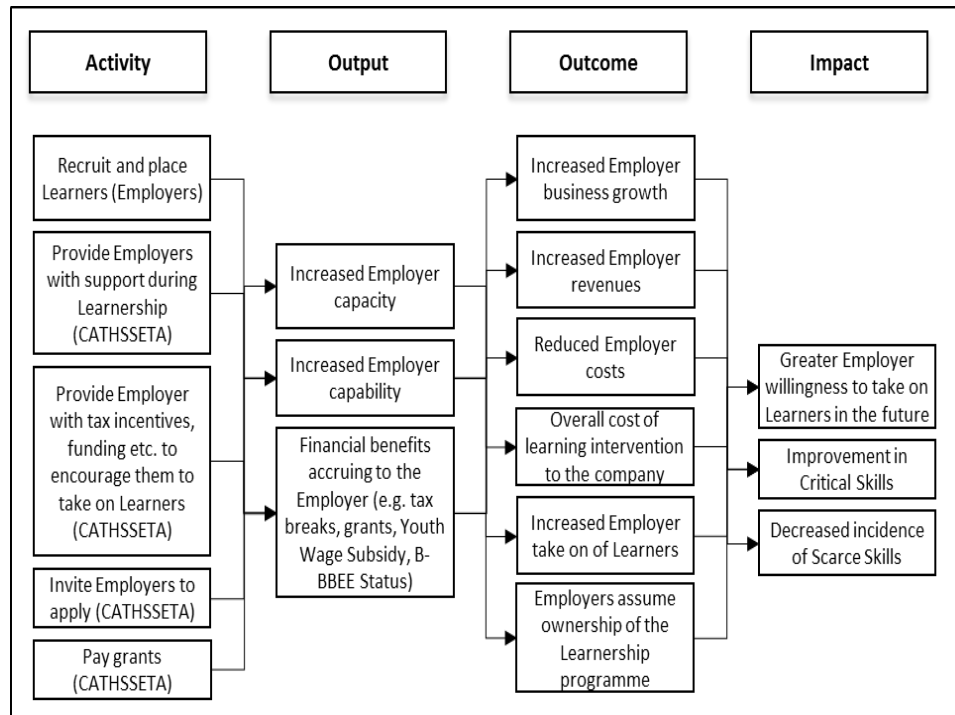 Activity
Output
Outcome
Impact
Recruit and place
Learners (Employers)
Provide Employers
with support during
Learnership
(CATHSSETA)
Provide Employer
with tax incentives,
funding etc. to
encourage them to
take on Learners
(CATHSSETA)
Invite Employers to
apply (CATHSSETA)
Pay grants
(CATHSSETA)
Increased Employer
capacity
Increased Employer
capability
Financial benefits
accruing to the
Employer (e.g. tax
breaks, grants, Youth
Wage Subsidy, B-
BBEE Status)
Increased Employer
business growth
Increased Employer
revenues
Reduced Employer
costs
Overall cost of
learning intervention
to the company
Increased Employer
take on of Learners
Employers assume
ownership of the
Learnership
programme
Greater Employer
willingness to take on
Learners in the future
Improvement in
Critical Skills
Decreased incidence
of Scarce Skills